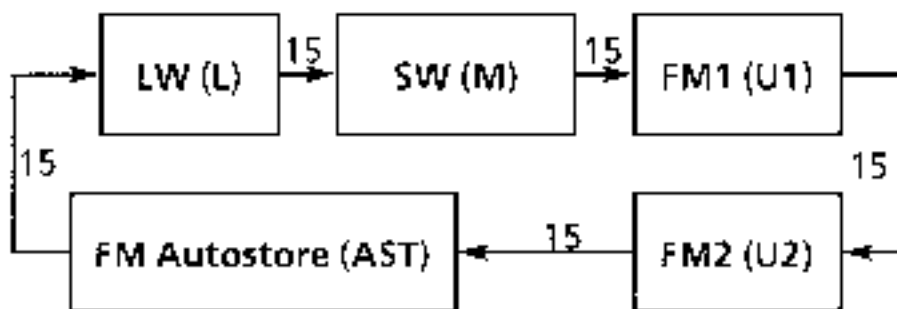 15 15
LW (L) SW (M) FM1 (U1)
15 15
FM Autostore (AST) 15 FM2 (U2)